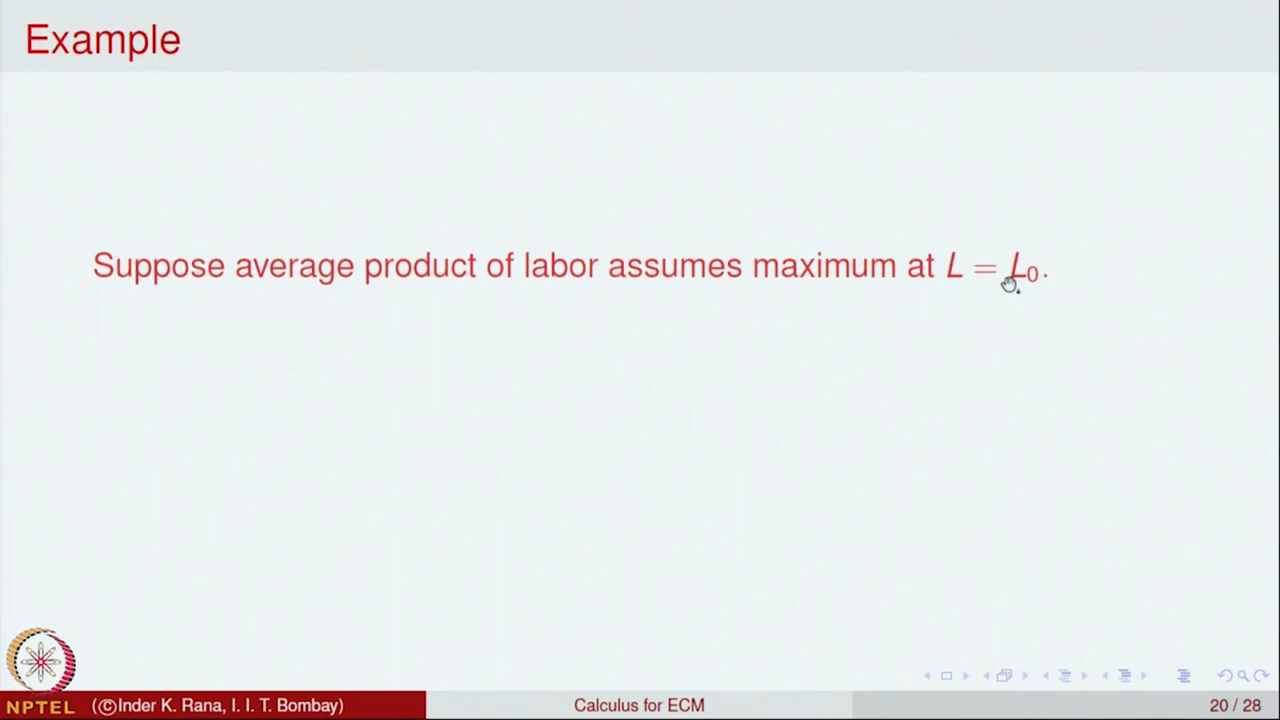 Example
Suppose average product of labor assumes maximum at L = L₀.
NPTEL
(©Inder K. Rana, I. I. T. Bombay)
Calculus for ECM
20 / 28